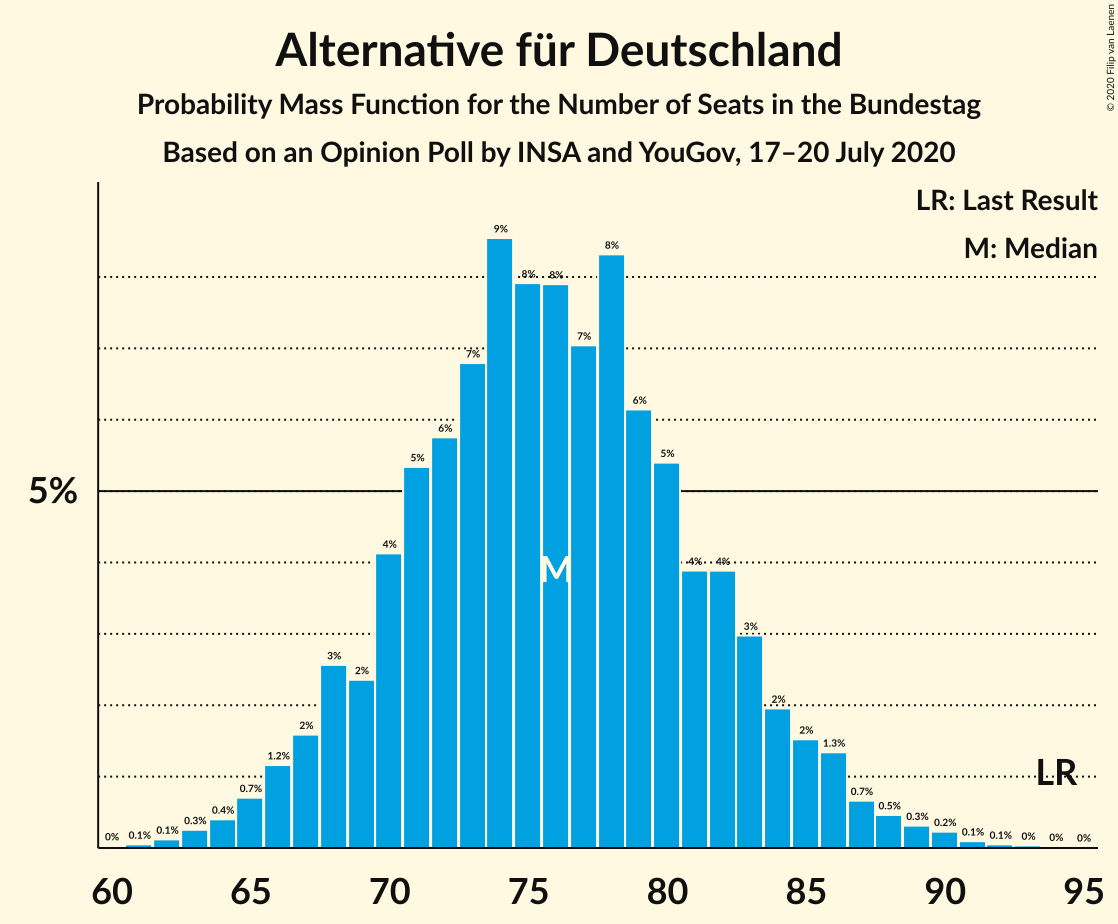 Alternative für Deutschland
Probability Mass Function for the Number of Seats in the Bundestag
Based on an Opinion Poll by INSA and YouGov, 17–20 July 2020
© 2020 Filip van Laenen
LR: Last Result
M: Median
5%
0% 0.1% 0.1% 0.3% 0.4% 0.7% 1.2% 2% 3% 2% 4% 5% 6% 7% 9% 8% 8% 7% 8% 6% 5% 4% 4% 3% 2% 2% 1.3% 0.7% 0.5% 0.3% 0.2% 0.1% 0.1% 0% 0% 0%
M
LR
60 65 70 75 80 85 90 95